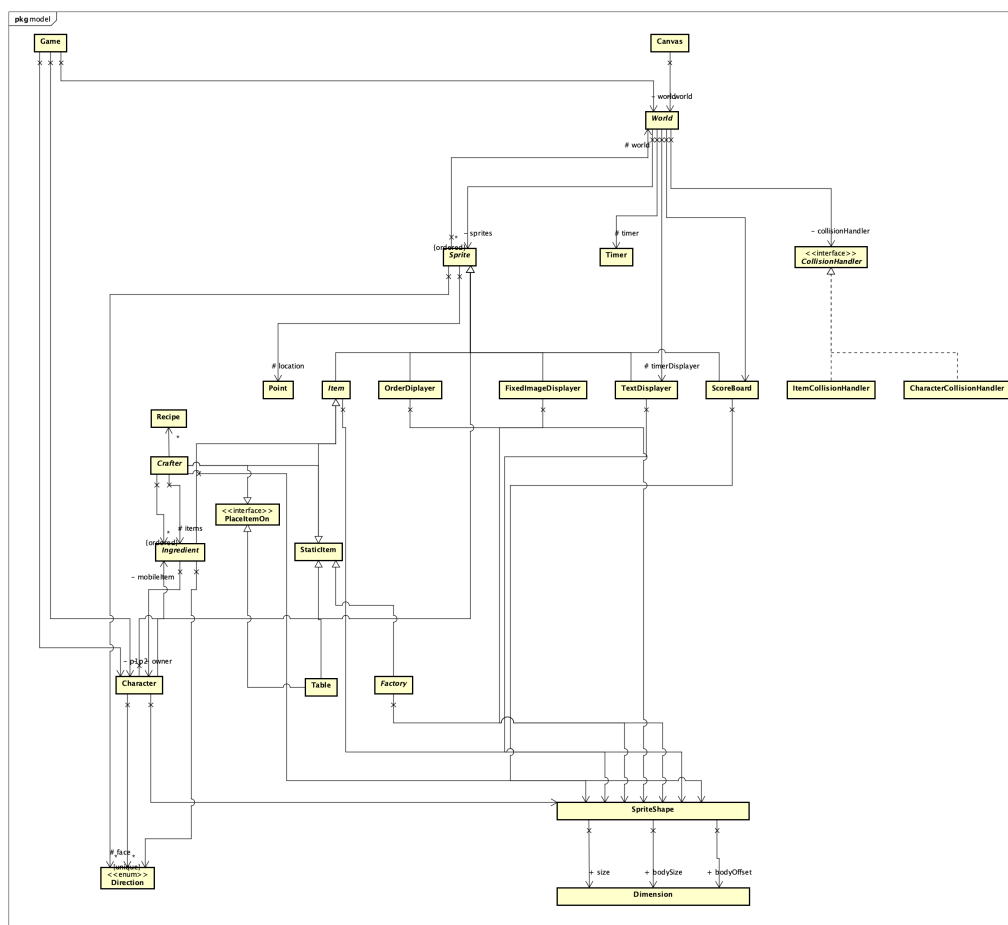 pkg model
Game
Canvas
- world
world
World
# world
- sprites
*
{ordered}
Sprite
# timer
Timer
- collisionHandler
<<interface>>
CollisionHandler
# location
# timerDisplayer
Point
Item
OrderDiplayer
FixedImageDisplayer
TextDisplayer
ScoreBoard
ItemCollisionHandler
CharacterCollisionHandler
Recipe
*
Crafter
<<interface>>
PlaceItemOn
*
# items
{ordered}
Ingredient
StaticItem
- mobileItem
- p1
p2
- owner
Character
Table
Factory
SpriteShape
# face
*
*
{unique}
<<enum>>
Direction
+ size
+ bodySize
+ bodyOffset
Dimension